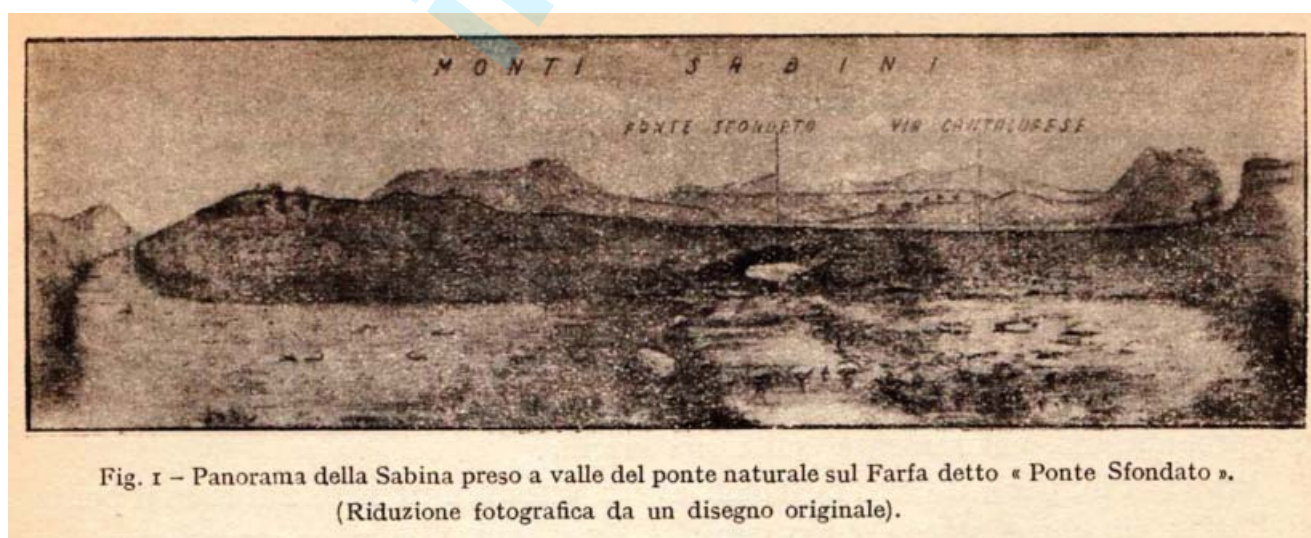 MONTI SABINI
PONTE SFONDATO VIA CANTALUPESE
Fig. 1 – Panorama della Sabina preso a valle del ponte naturale sul Farfa detto « Ponte Sfondato ».
(Riduzione fotografica da un disegno originale).